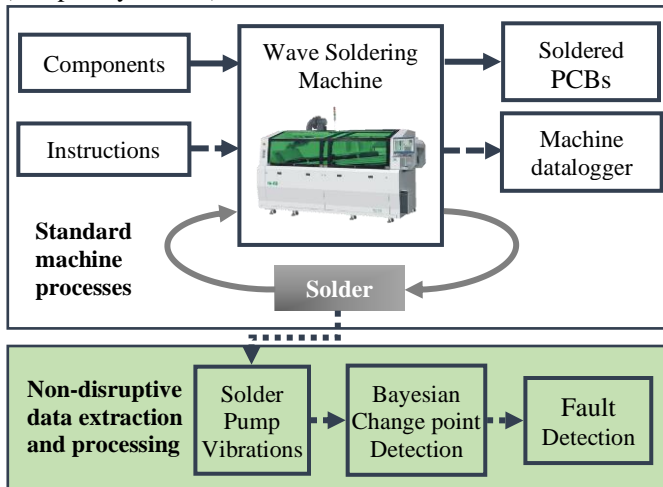 Components
Wave Soldering
Machine
Soldered
PCBs
Instructions
Machine
datalogger
Standard
machine
processes
Solder
Non-disruptive
data extraction
and processing
Solder
Pump
Vibrations
Bayesian
Change point
Detection
Fault
Detection